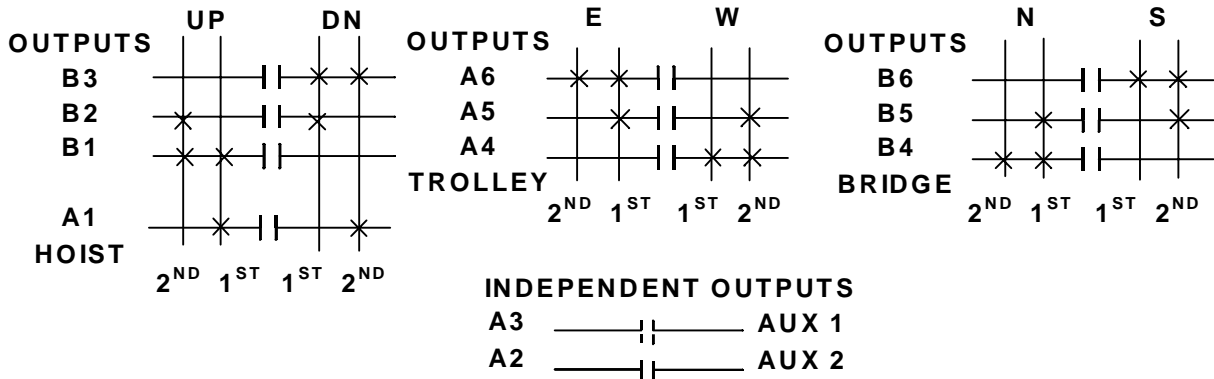 UP DN
OUTPUTS
B3
B2
B1
A1
HOIST
2ND 1ST 1ST 2ND
E W
OUTPUTS
A6
A5
A4
TROLLEY
2ND 1ST 1ST 2ND
N S
OUTPUTS
B6
B5
B4
BRIDGE
2ND 1ST 1ST 2ND
INDEPENDENT OUTPUTS
A3 AUX 1
A2 AUX 2